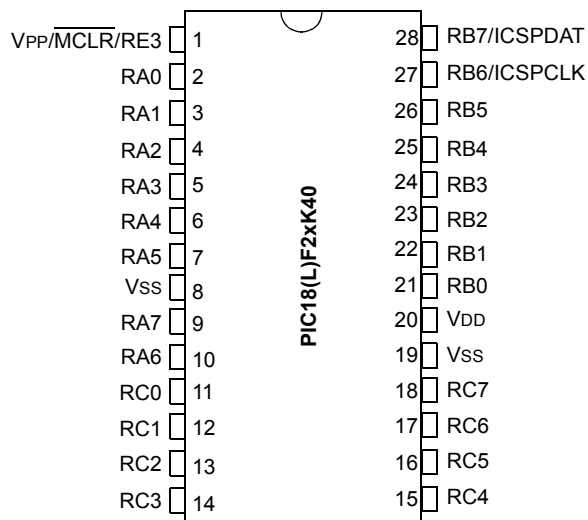 VPP/MCLR/RE3 1 28 RB7/ICSPDAT
RA0 2 27 RB6/ICSPCLK
RA1 3 26 RB5
RA2 4 25 RB4
RA3 5 24 RB3
RA4 6 23 RB2
RA5 7 22 RB1
VSS 8 21 RB0
RA7 9 20 VDD
RA6 10 19 VSS
RC0 11 18 RC7
RC1 12 17 RC6
RC2 13 16 RC5
RC3 14 15 RC4
PIC18(L)F2xK40